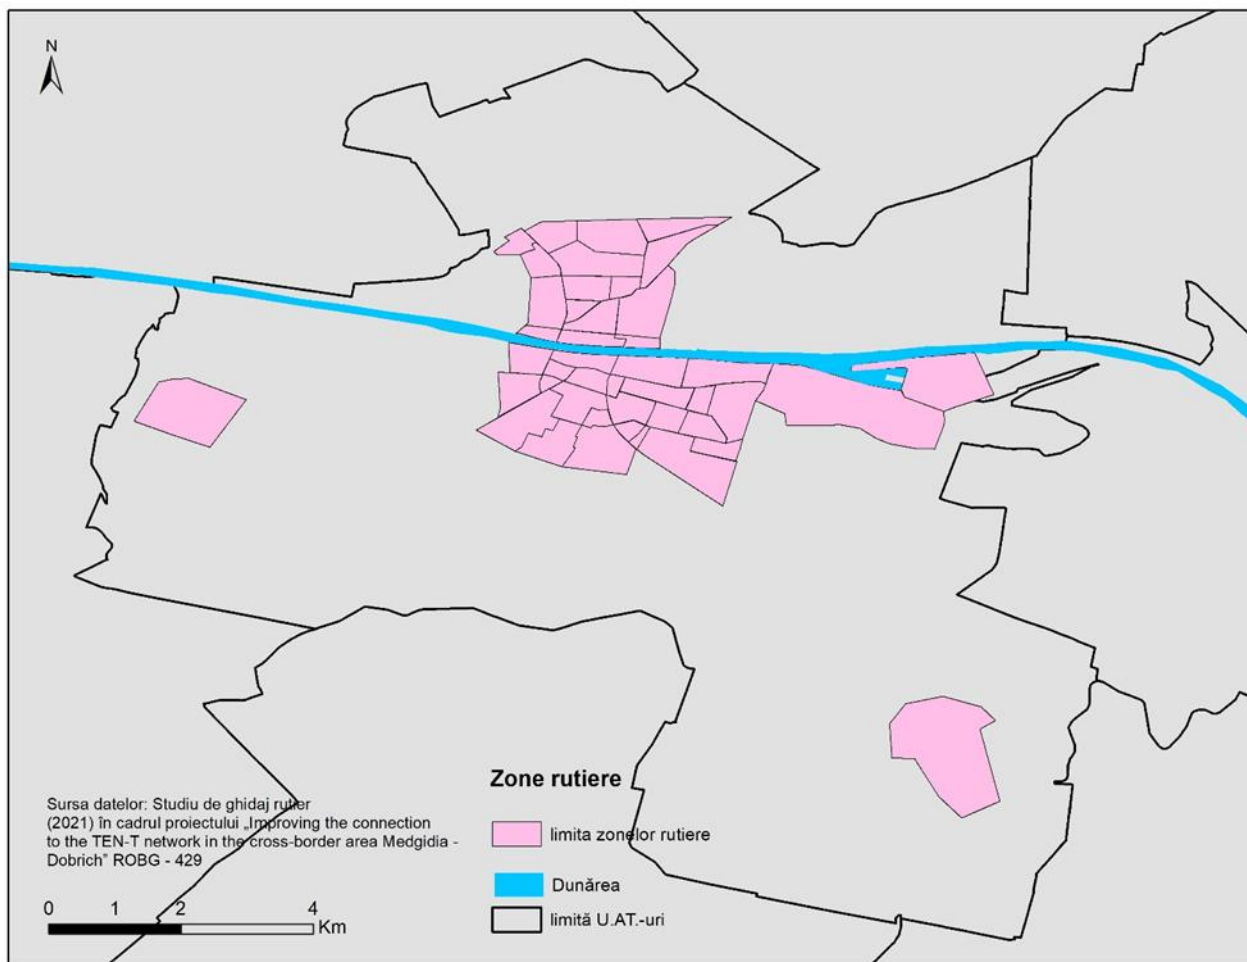 N
Zone rutiere
Sursa datelor: Studiu de ghidaj rutier
(2021) în cadrul proiectului „Improving the connection
to the TEN-T network in the cross-border area Medgidia -
Dobrich” ROBG - 429
limita zonelor rutiere
Dunărea
limită U.AT.-uri
0 1 2 4
Km